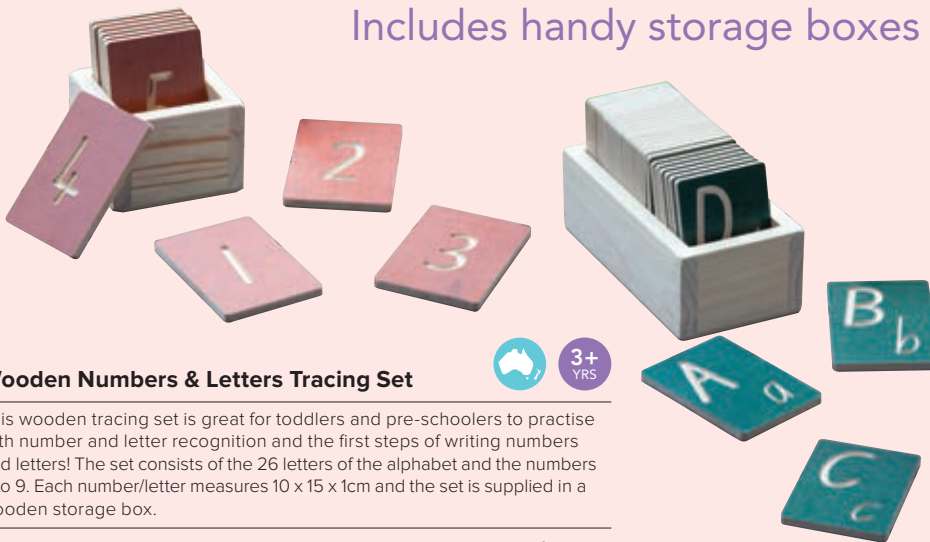 Includes handy storage boxes
5
4
2
1
3
D
B b
A a
C c
3+
YRS
ooden Numbers & Letters Tracing Set
is wooden tracing set is great for toddlers and pre-schoolers to practise
th number and letter recognition and the first steps of writing numbers
d letters! The set consists of the 26 letters of the alphabet and the numbers
o 9. Each number/letter measures 10 x 15 x 1cm and the set is supplied in a
ooden storage box.